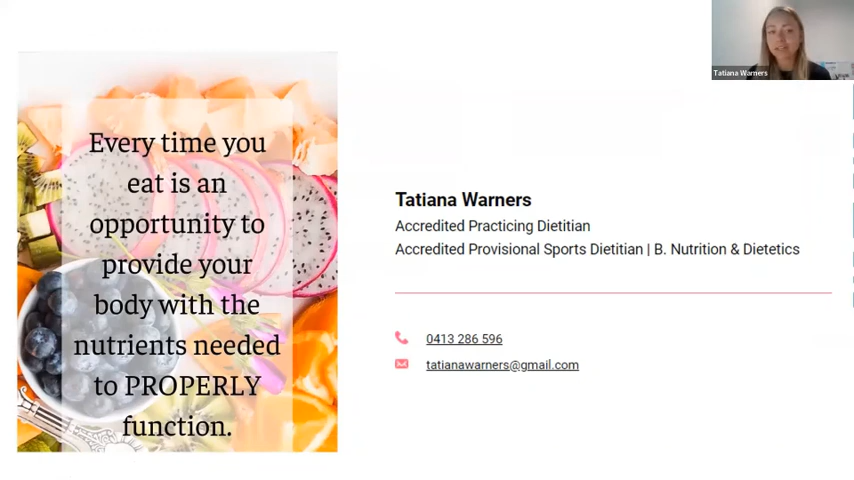 Tatiana Warners
Every time you
eat is an
opportunity to
provide your
body with the
nutrients needed
to PROPERLY
function.
Tatiana Warners
Accredited Practicing Dietitian
Accredited Provisional Sports Dietitian | B. Nutrition & Dietetics
0413 286 596
tatianawarners@gmail.com